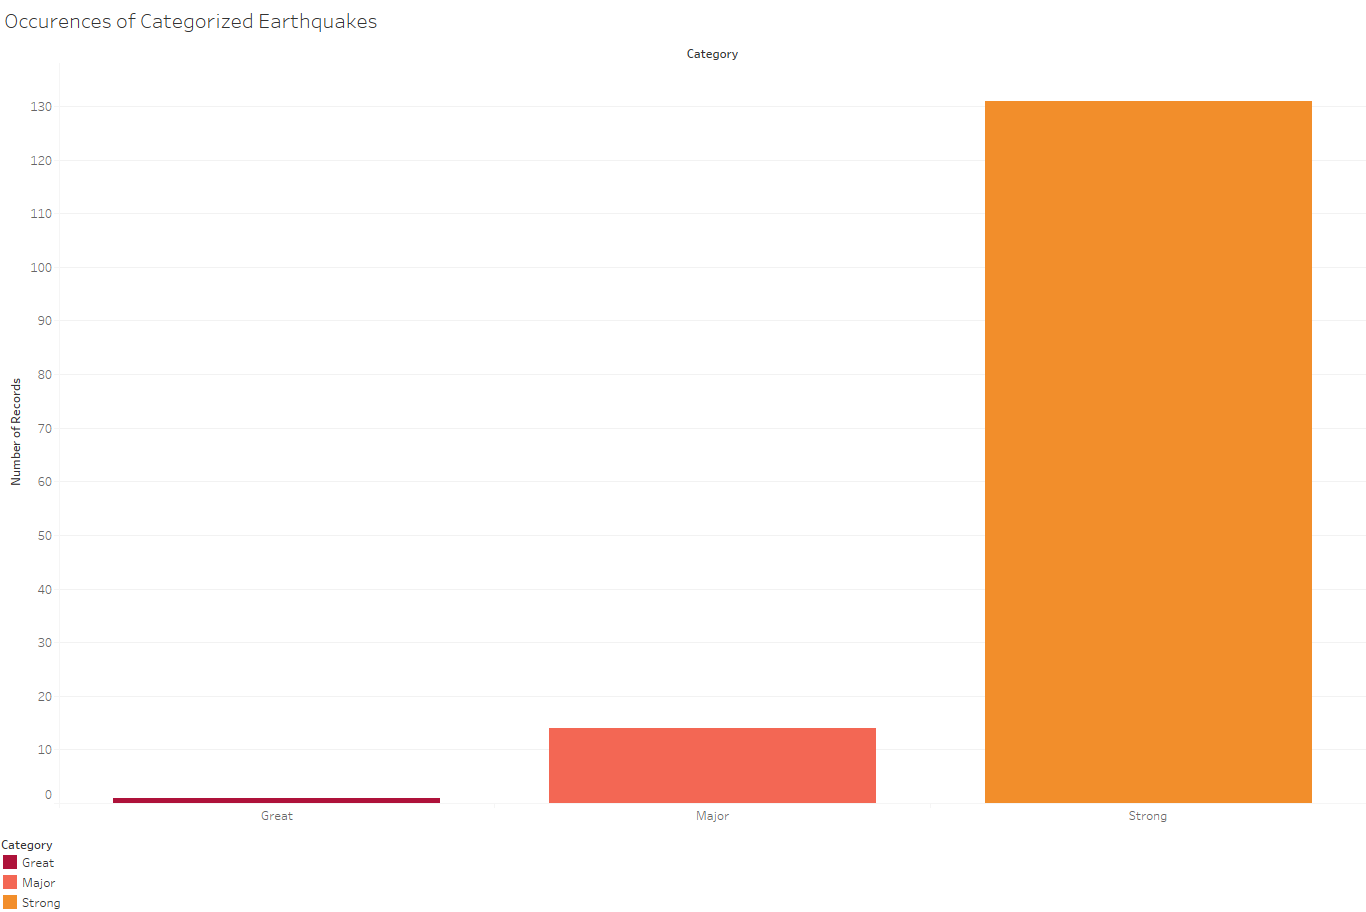 Occurences of Categorized Earthquakes
Category
130
120
110
100
90
80
70
60
50
40
30
20
10
0
Number of Records
Great Major Strong
Category
Great
Major
Strong